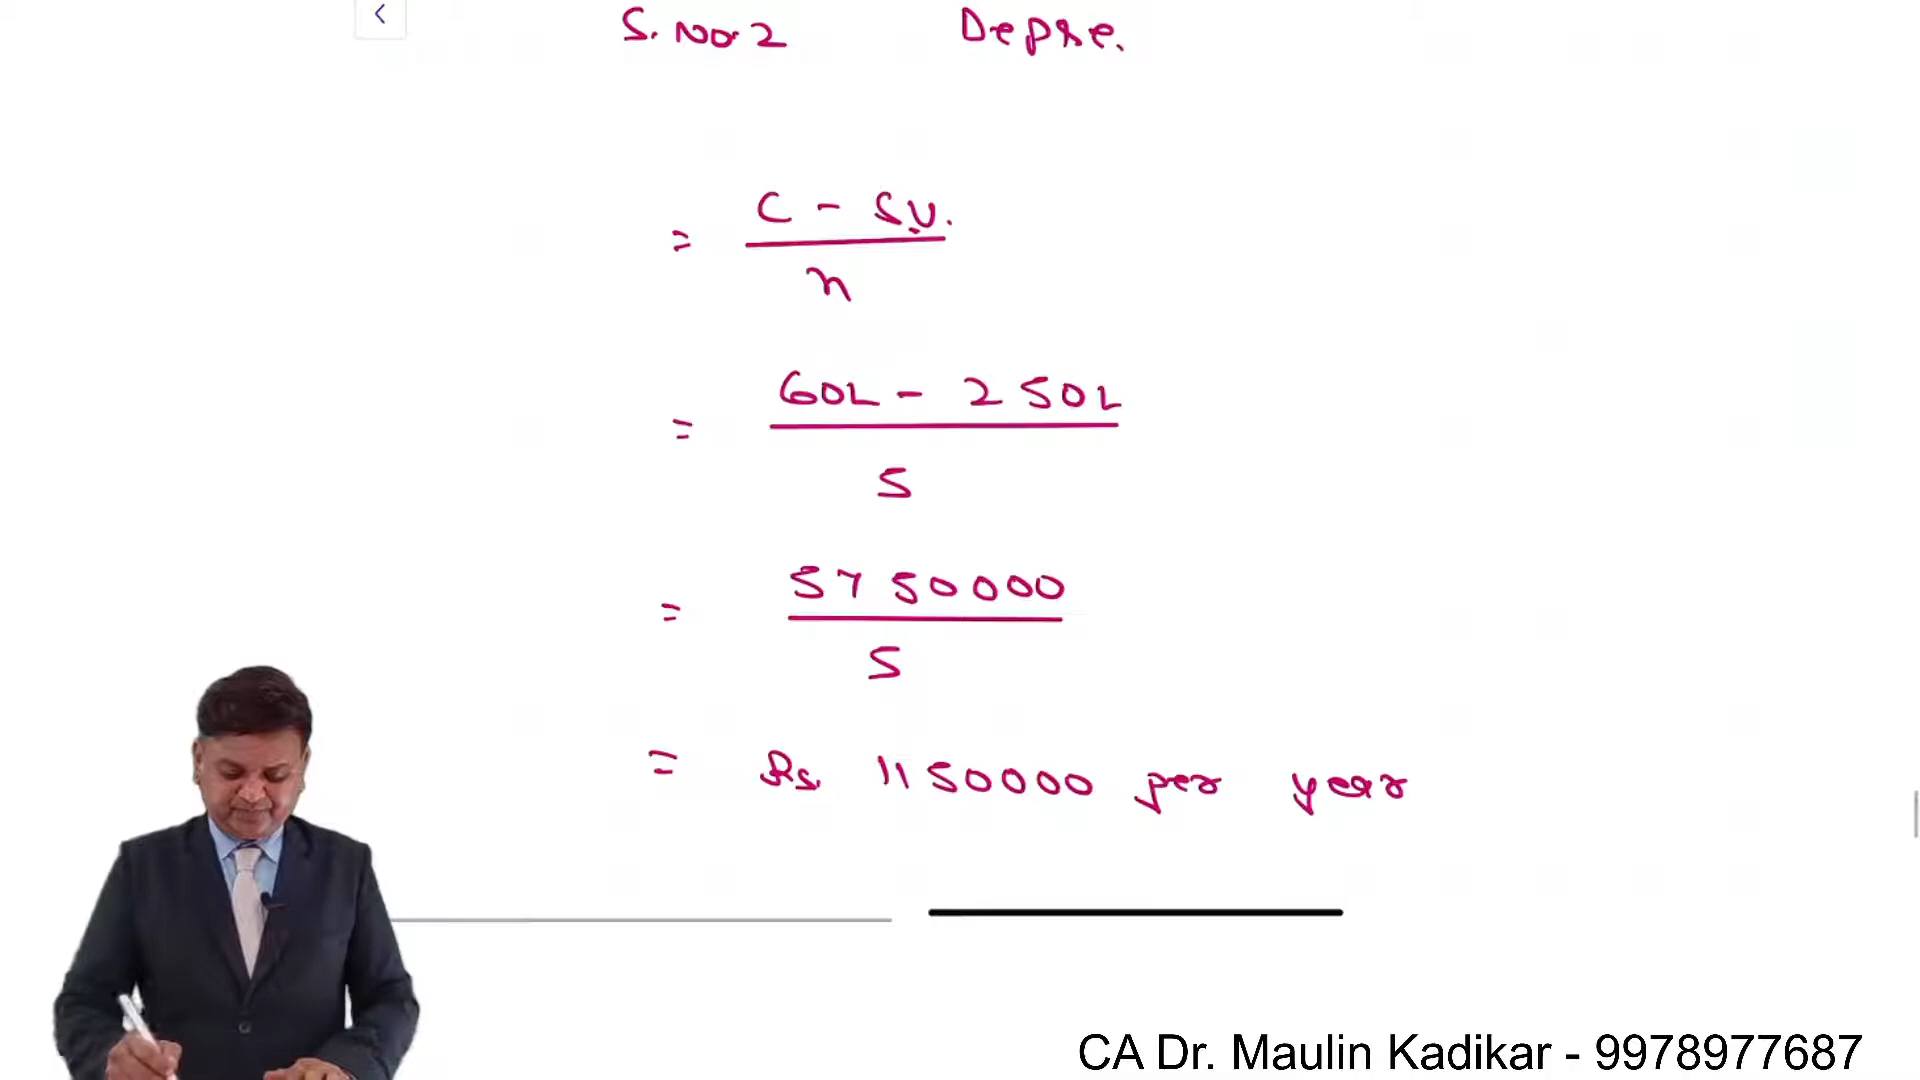 S. No. 2 Depre.
= C - S.V.
n
= 60L - 2.50L
5
= 5750000
5
= Rs. 1150000 per year
CA Dr. Maulin Kadikar - 9978977687